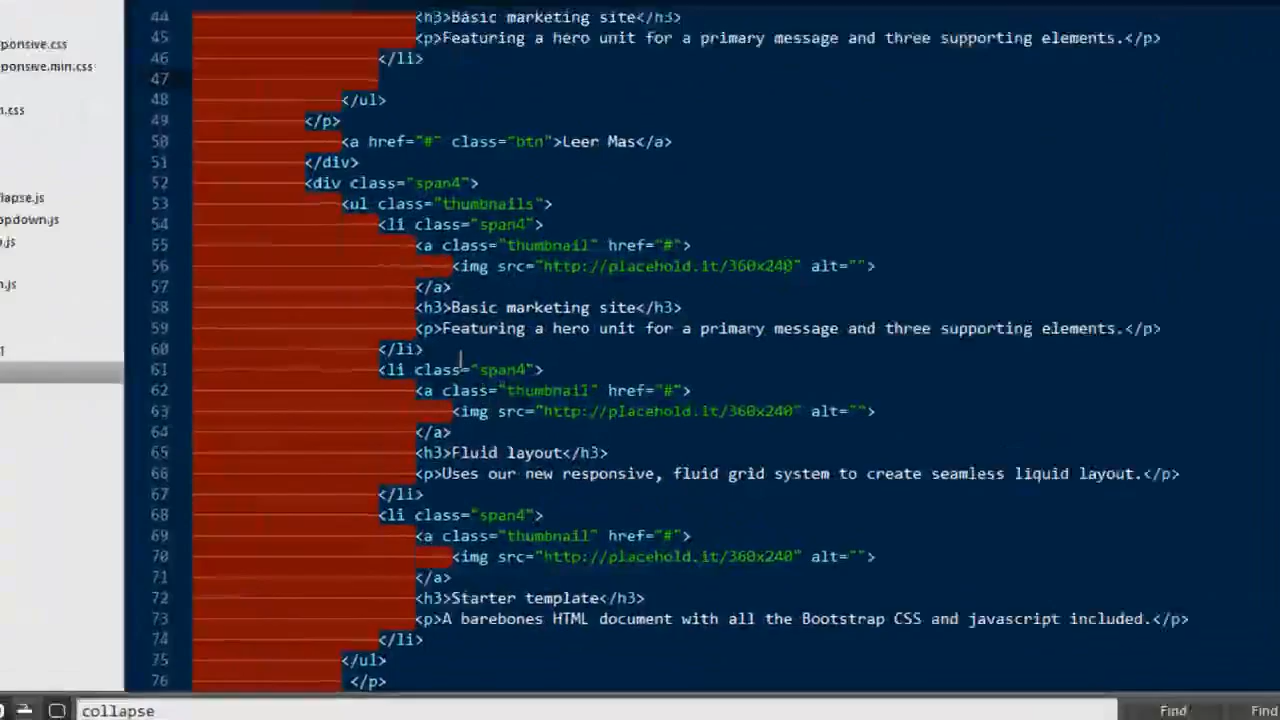 ponsive.css
ponsive.min.css
n.css
lapse.js
opdown.js
n.js
44 <h3>Basic marketing site</h3>
45 <p>Featuring a hero unit for a primary message and three supporting elements.</p>
46 </li>
47
48 </ul>
49 </p>
50 <a href="#" class="btn">Leer Mas</a>
51 </div>
52 <div class="span4">
53 <ul class="thumbnails">
54 <li class="span4">
55 <a class="thumbnail" href="#">
56 <img src="http://placehold.it/360x240" alt="">
57 </a>
58 <h3>Basic marketing site</h3>
59 <p>Featuring a hero unit for a primary message and three supporting elements.</p>
60 </li>
61 <li class="span4">
62 <a class="thumbnail" href="#">
63 <img src="http://placehold.it/360x240" alt="">
64 </a>
65 <h3>Fluid layout</h3>
66 <p>Uses our new responsive, fluid grid system to create seamless liquid layout.</p>
67 </li>
68 <li class="span4">
69 <a class="thumbnail" href="#">
70 <img src="http://placehold.it/360x240" alt="">
71 </a>
72 <h3>Starter template</h3>
73 <p>A barebones HTML document with all the Bootstrap CSS and javascript included.</p>
74 </li>
75 </ul>
76 </p>
collapse Find Find